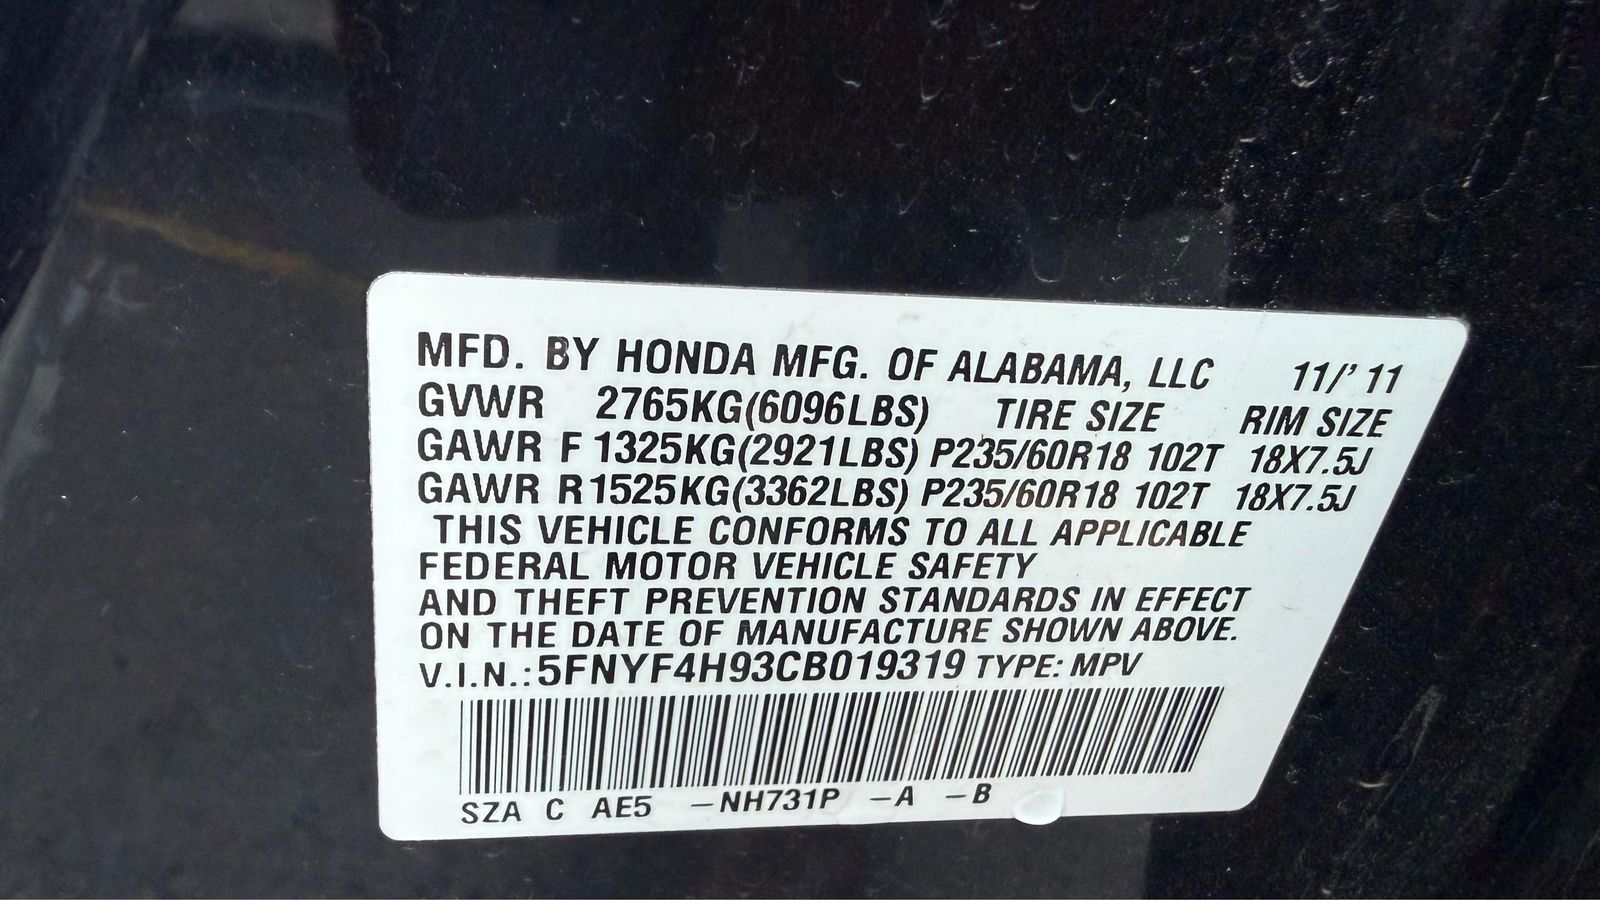 MFD. BY HONDA MFG. OF ALABAMA, LLC 11/'11
GVWR 2765KG(6096LBS) TIRE SIZE RIM SIZE
GAWR F 1325KG(2921LBS) P235/60R18 102T 18X7.5J
GAWR R 1525KG(3362LBS) P235/60R18 102T 18X7.5J
THIS VEHICLE CONFORMS TO ALL APPLICABLE
FEDERAL MOTOR VEHICLE SAFETY
AND THEFT PREVENTION STANDARDS IN EFFECT
ON THE DATE OF MANUFACTURE SHOWN ABOVE.
V.I.N.: 5FNYF4H93CB019319 TYPE: MPV
SZA C AE5 -NH731P -A -B